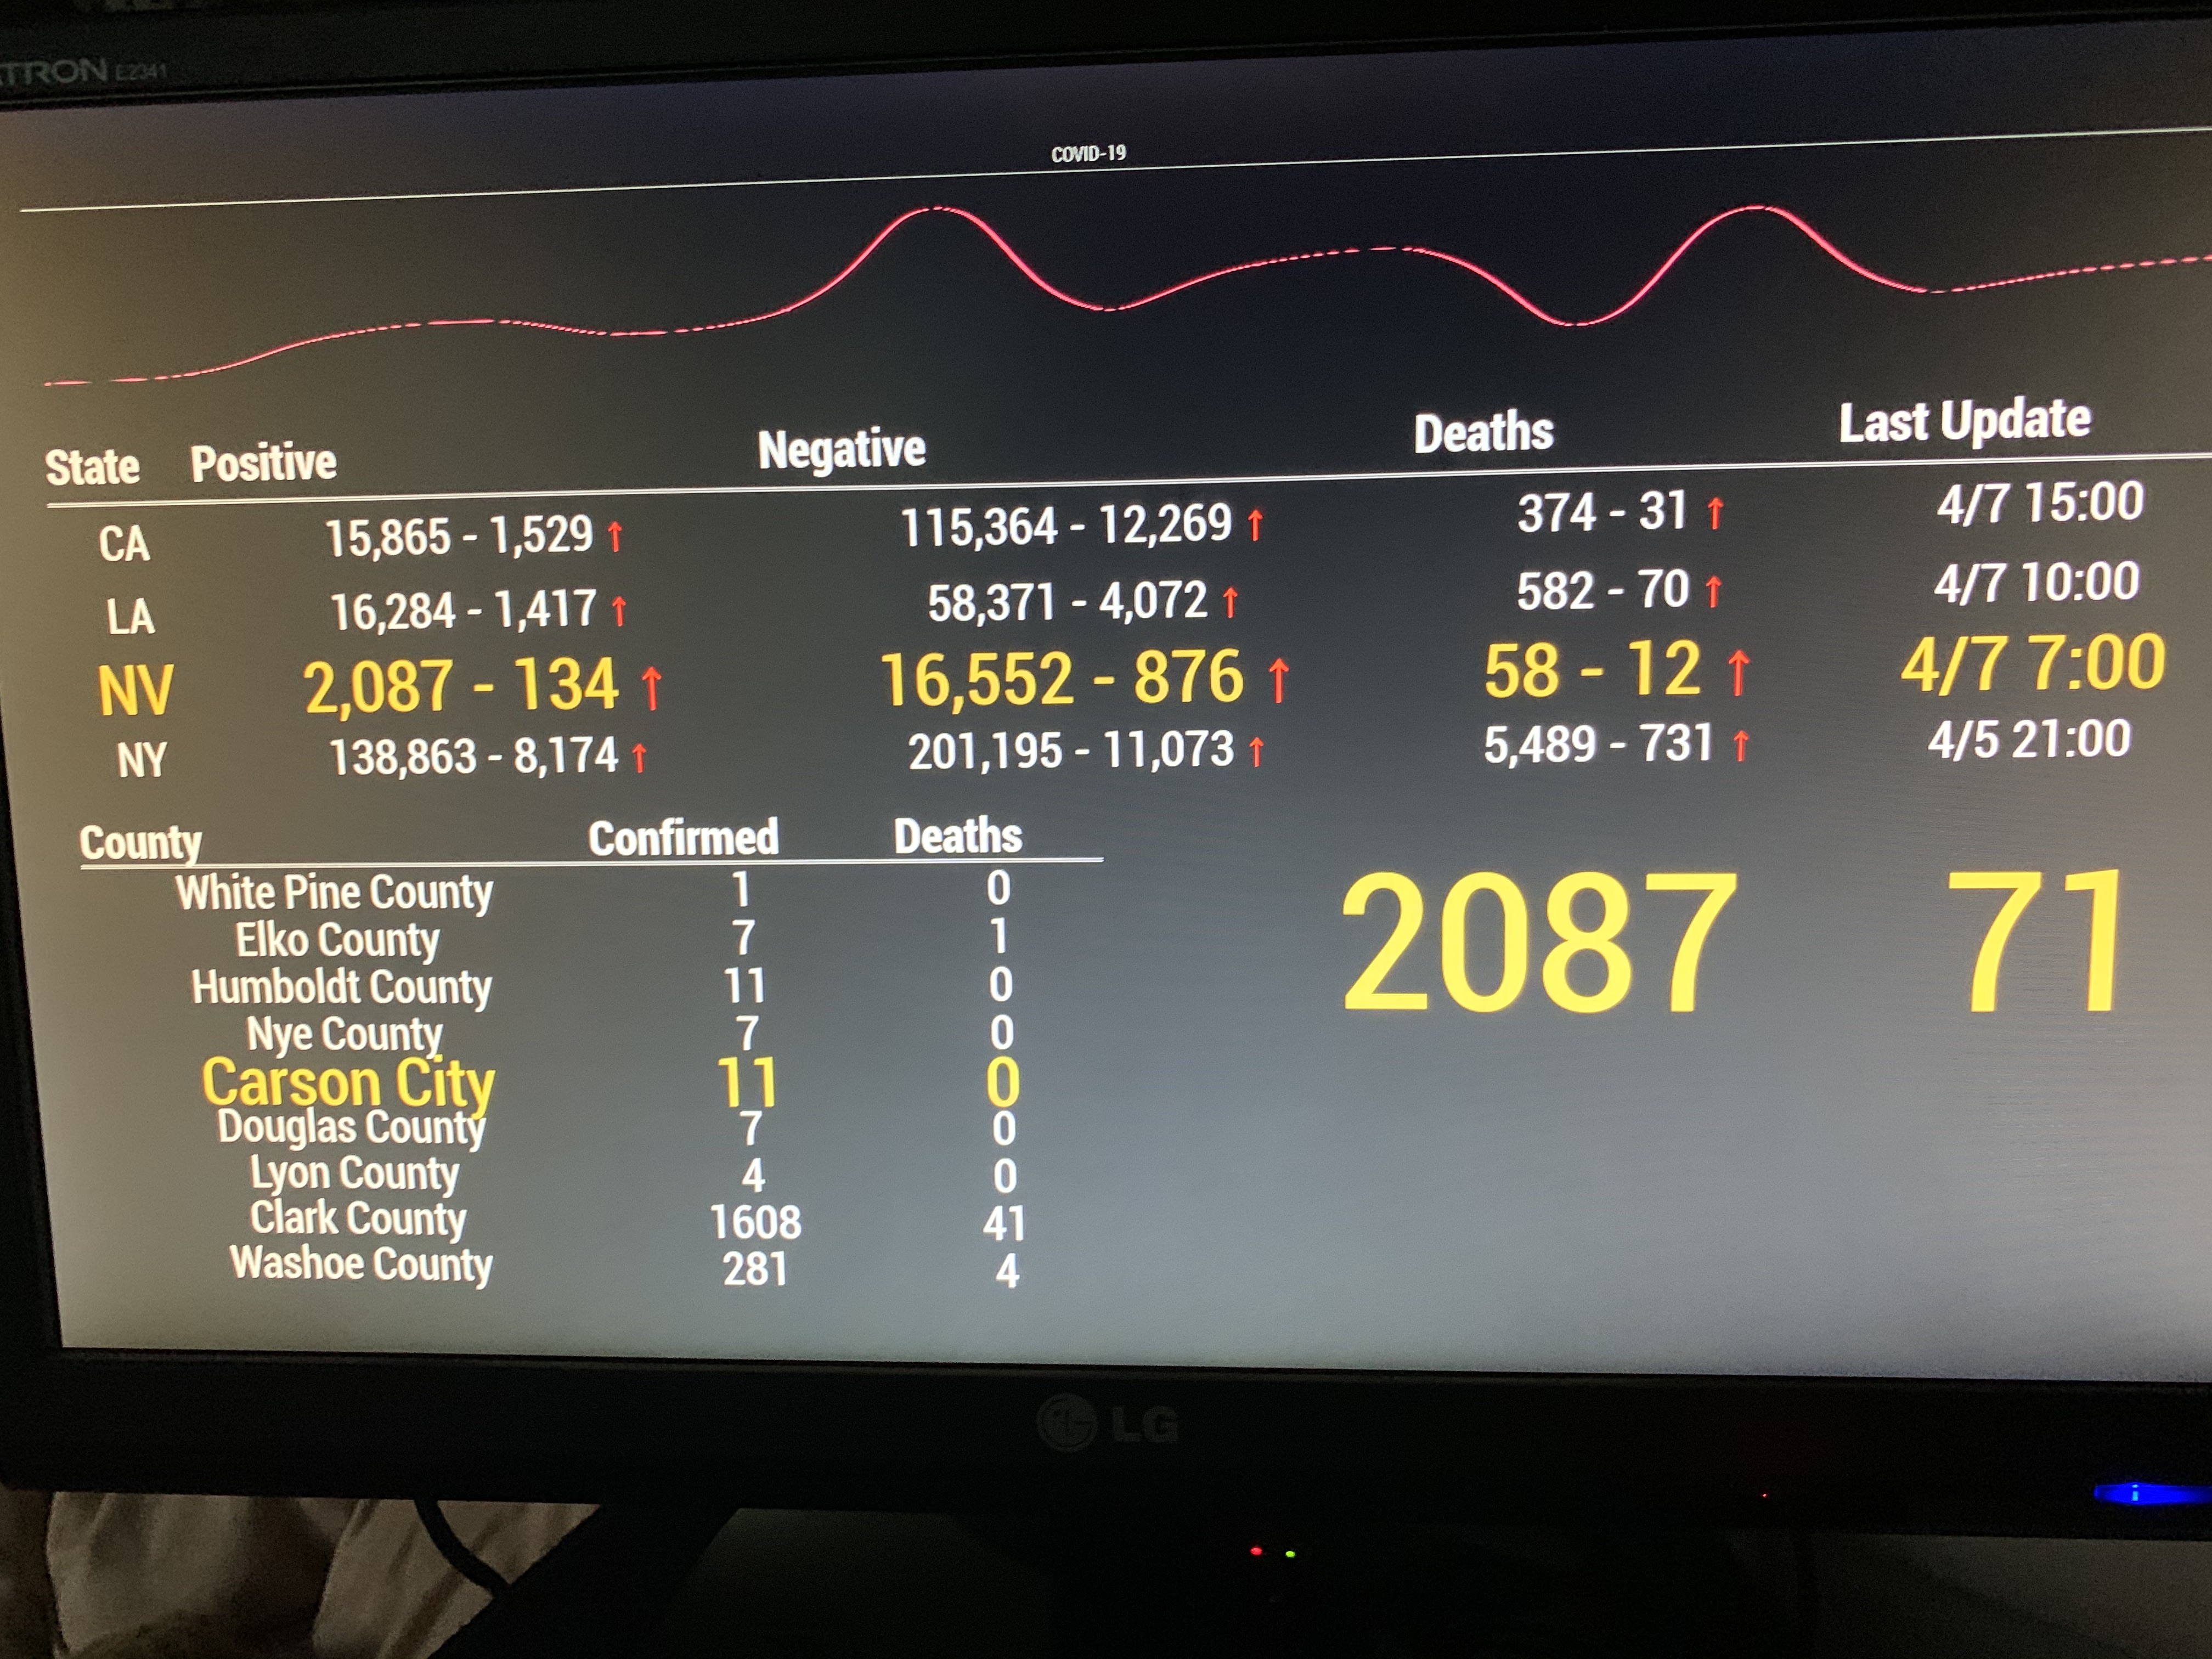 TRON E2341
COVID-19
State Positive Negative Deaths Last Update
CA 15,865 - 1,529 ↑ 115,364 - 12,269 ↑ 374 - 31 ↑ 4/7 15:00
LA 16,284 - 1,417 ↑ 58,371 - 4,072 ↑ 582 - 70 ↑ 4/7 10:00
NV 2,087 - 134 ↑ 16,552 - 876 ↑ 58 - 12 ↑ 4/7 7:00
NY 138,863 - 8,174 ↑ 201,195 - 11,073 ↑ 5,489 - 731 ↑ 4/5 21:00
County Confirmed Deaths
White Pine County 1 0
Elko County 7 1
Humboldt County 11 0
Nye County 7 0
Carson City 11 0
Douglas County 7 0
Lyon County 4 0
Clark County 1608 41
Washoe County 281 4
2087 71
LG